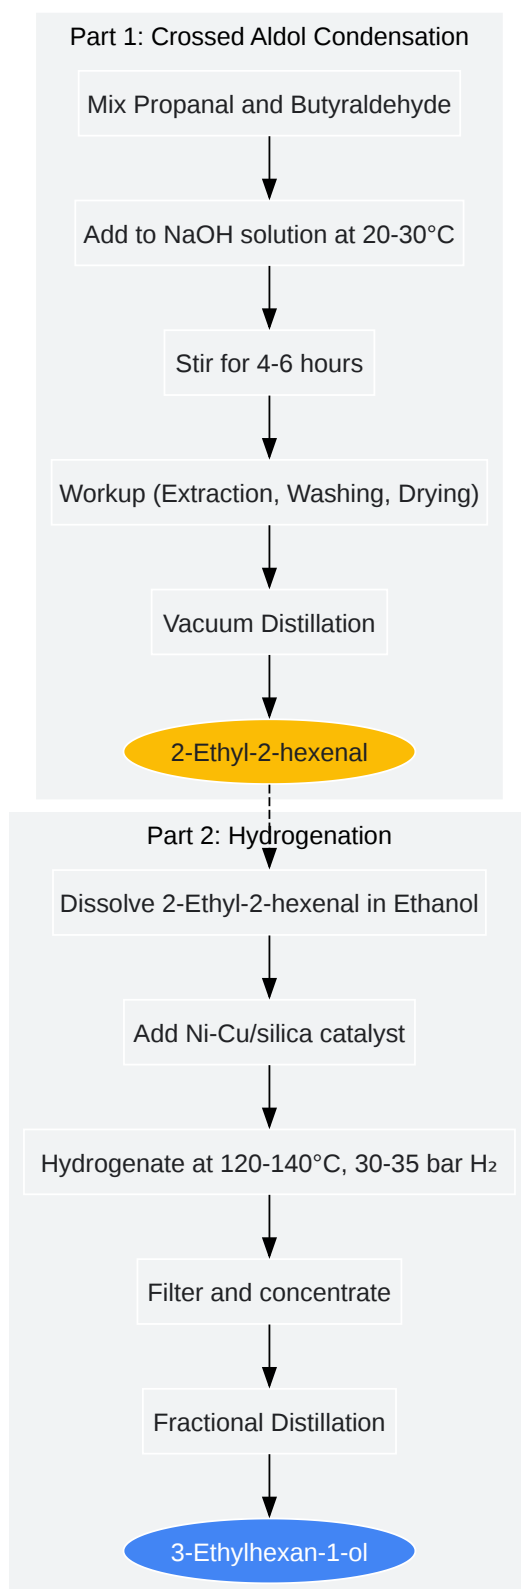 Part 1: Crossed Aldol Condensation
Mix Propanal and Butyraldehyde
Add to NaOH solution at 20-30°C
Stir for 4-6 hours
Workup (Extraction, Washing, Drying)
Vacuum Distillation
2-Ethyl-2-hexenal
Part 2: Hydrogenation
Dissolve 2-Ethyl-2-hexenal in Ethanol
Add Ni-Cu/silica catalyst
Hydrogenate at 120-140°C, 30-35 bar H₂
Filter and concentrate
Fractional Distillation
3-Ethylhexan-1-ol